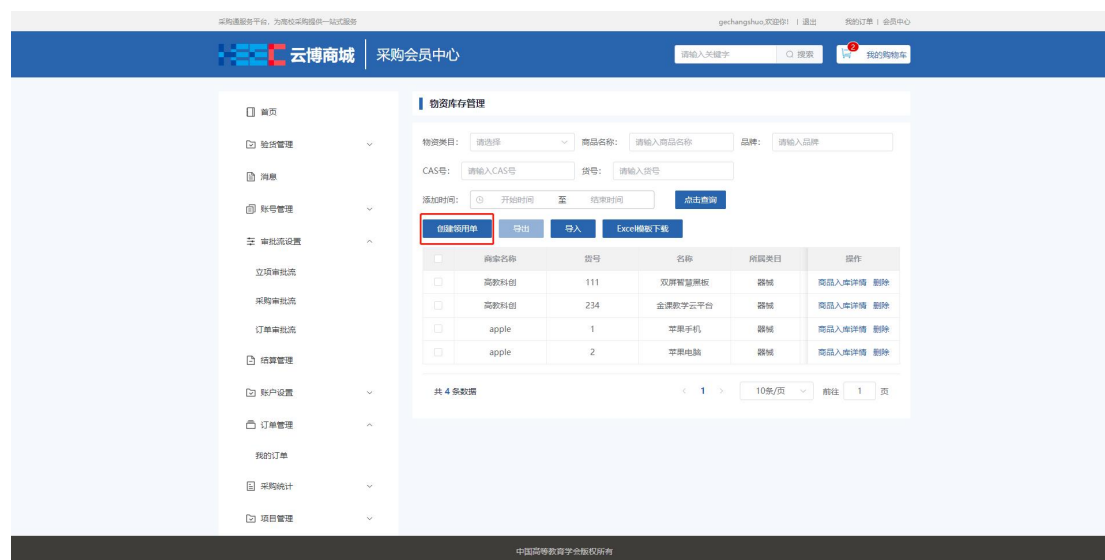 采购通服务平台，为高校采购提供一站式服务
gechangshuo,欢迎你! | 退出 我的订单 | 会员中心
HEEC 云博商城 采购会员中心 请输入关键字 搜索 2 我的购物车
首页
验货管理
消息
账号管理
审批流设置
立项审批流
采购审批流
订单审批流
结算管理
账户设置
订单管理
我的订单
采购统计
项目管理
物资库存管理
物资类目: 请选择 商品名称: 请输入商品名称 品牌: 请输入品牌
CAS号: 请输入CAS号 货号: 请输入货号
添加时间: 开始时间 至 结束时间 点击查询
创建领用单 导出 导入 Excel模板下载
商家名称 货号 名称 所属类目 操作
高教科创 111 双屏智慧黑板 器械 商品入库详情 删除
高教科创 234 金课教学云平台 器械 商品入库详情 删除
apple 1 苹果手机 器械 商品入库详情 删除
apple 2 苹果电脑 器械 商品入库详情 删除
共 4 条数据 < 1 > 10条/页 前往 1 页
中国高等教育学会版权所有